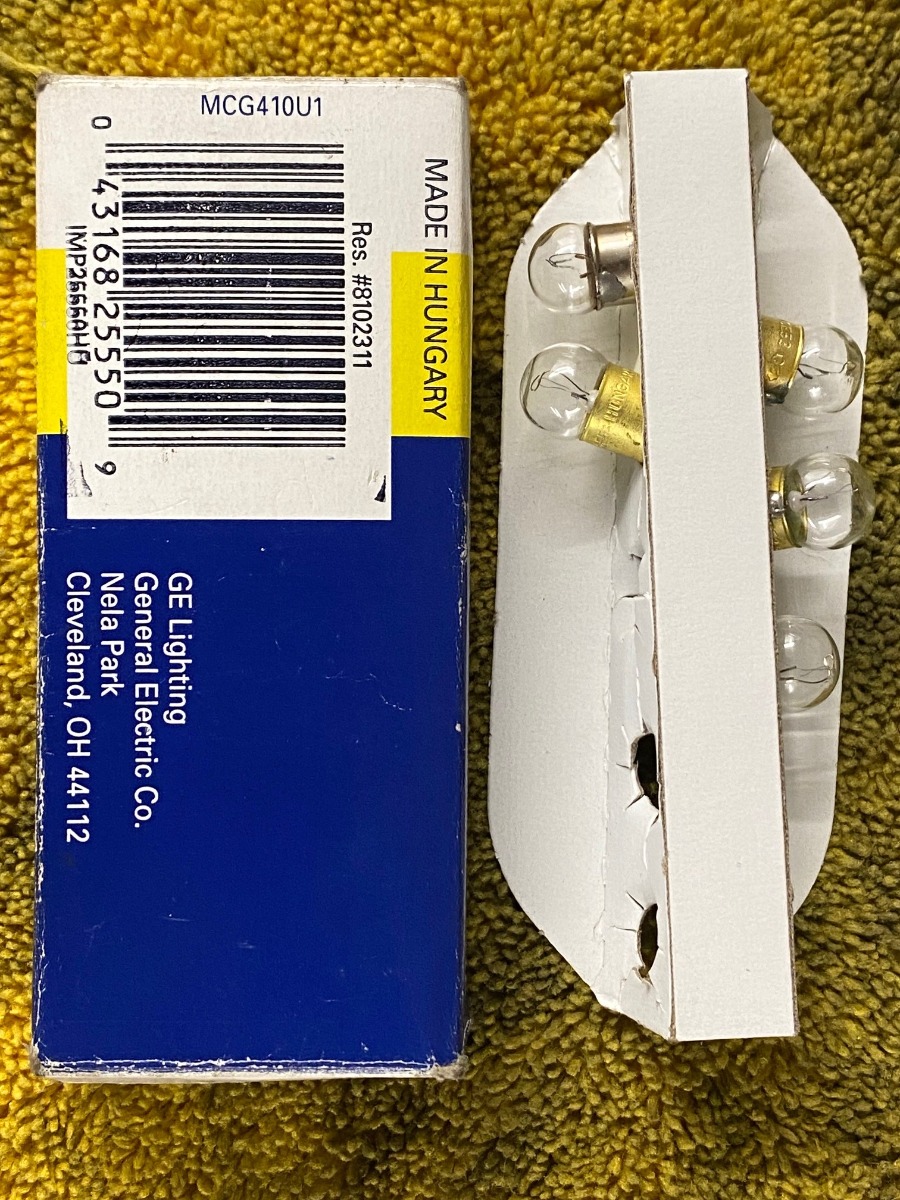 MCG410U1
MADE IN HUNGARY
Res. #8102311
0 43168 25550 9
GE Lighting
General Electric Co.
Nela Park
Cleveland, OH 44112